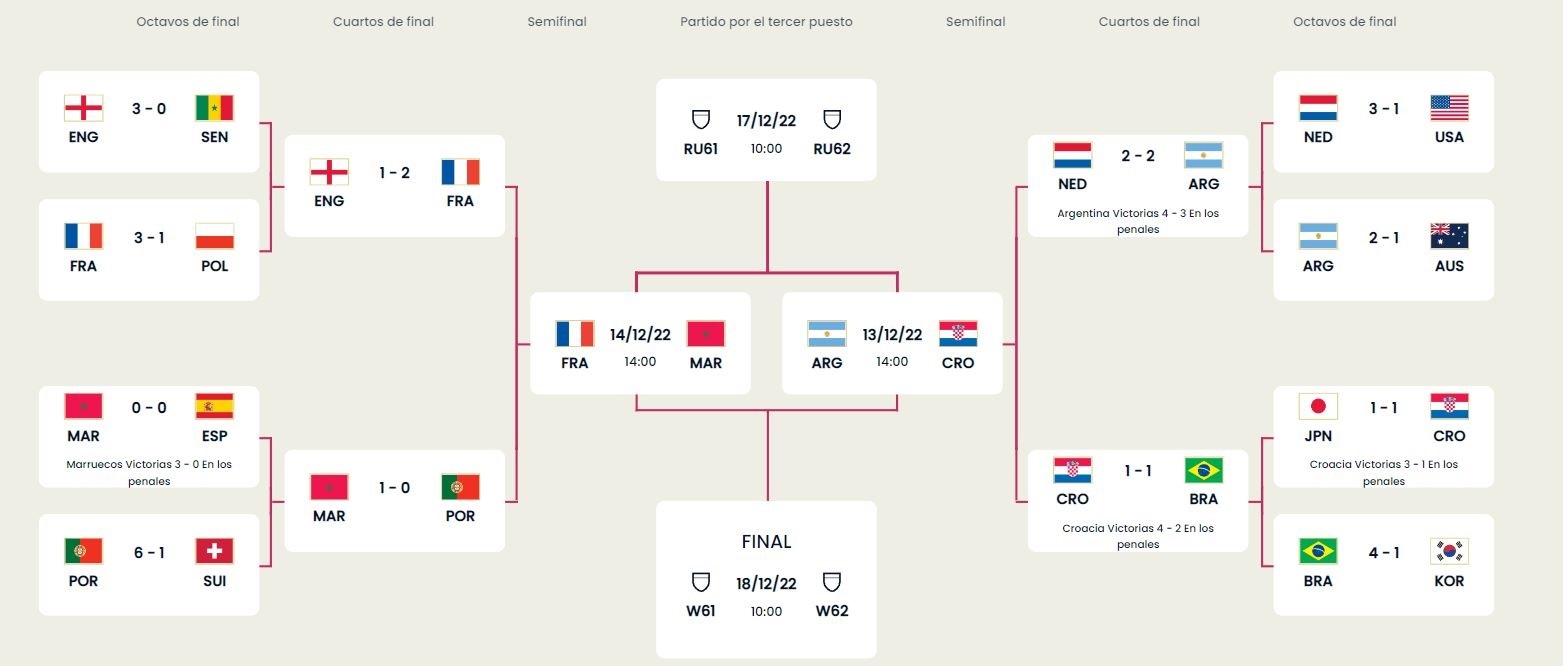 Octavos de final
Cuartos de final
Semifinal
Partido por el tercer puesto
Semifinal
Cuartos de final
Octavos de final
3 - 0
ENG SEN
3 - 1
FRA POL
0 - 0
MAR ESP
Marruecos Victorias 3 - 0 En los
penales
6 - 1
POR SUI
1 - 2
ENG FRA
1 - 0
MAR POR
17/12/22
RU61 10:00 RU62
14/12/22
FRA 14:00 MAR
13/12/22
ARG 14:00 CRO
FINAL
18/12/22
W61 10:00 W62
2 - 2
NED ARG
Argentina Victorias 4 - 3 En los
penales
1 - 1
CRO BRA
Croacia Victorias 4 - 2 En los
penales
3 - 1
NED USA
2 - 1
ARG AUS
1 - 1
JPN CRO
Croacia Victorias 3 - 1 En los
penales
4 - 1
BRA KOR